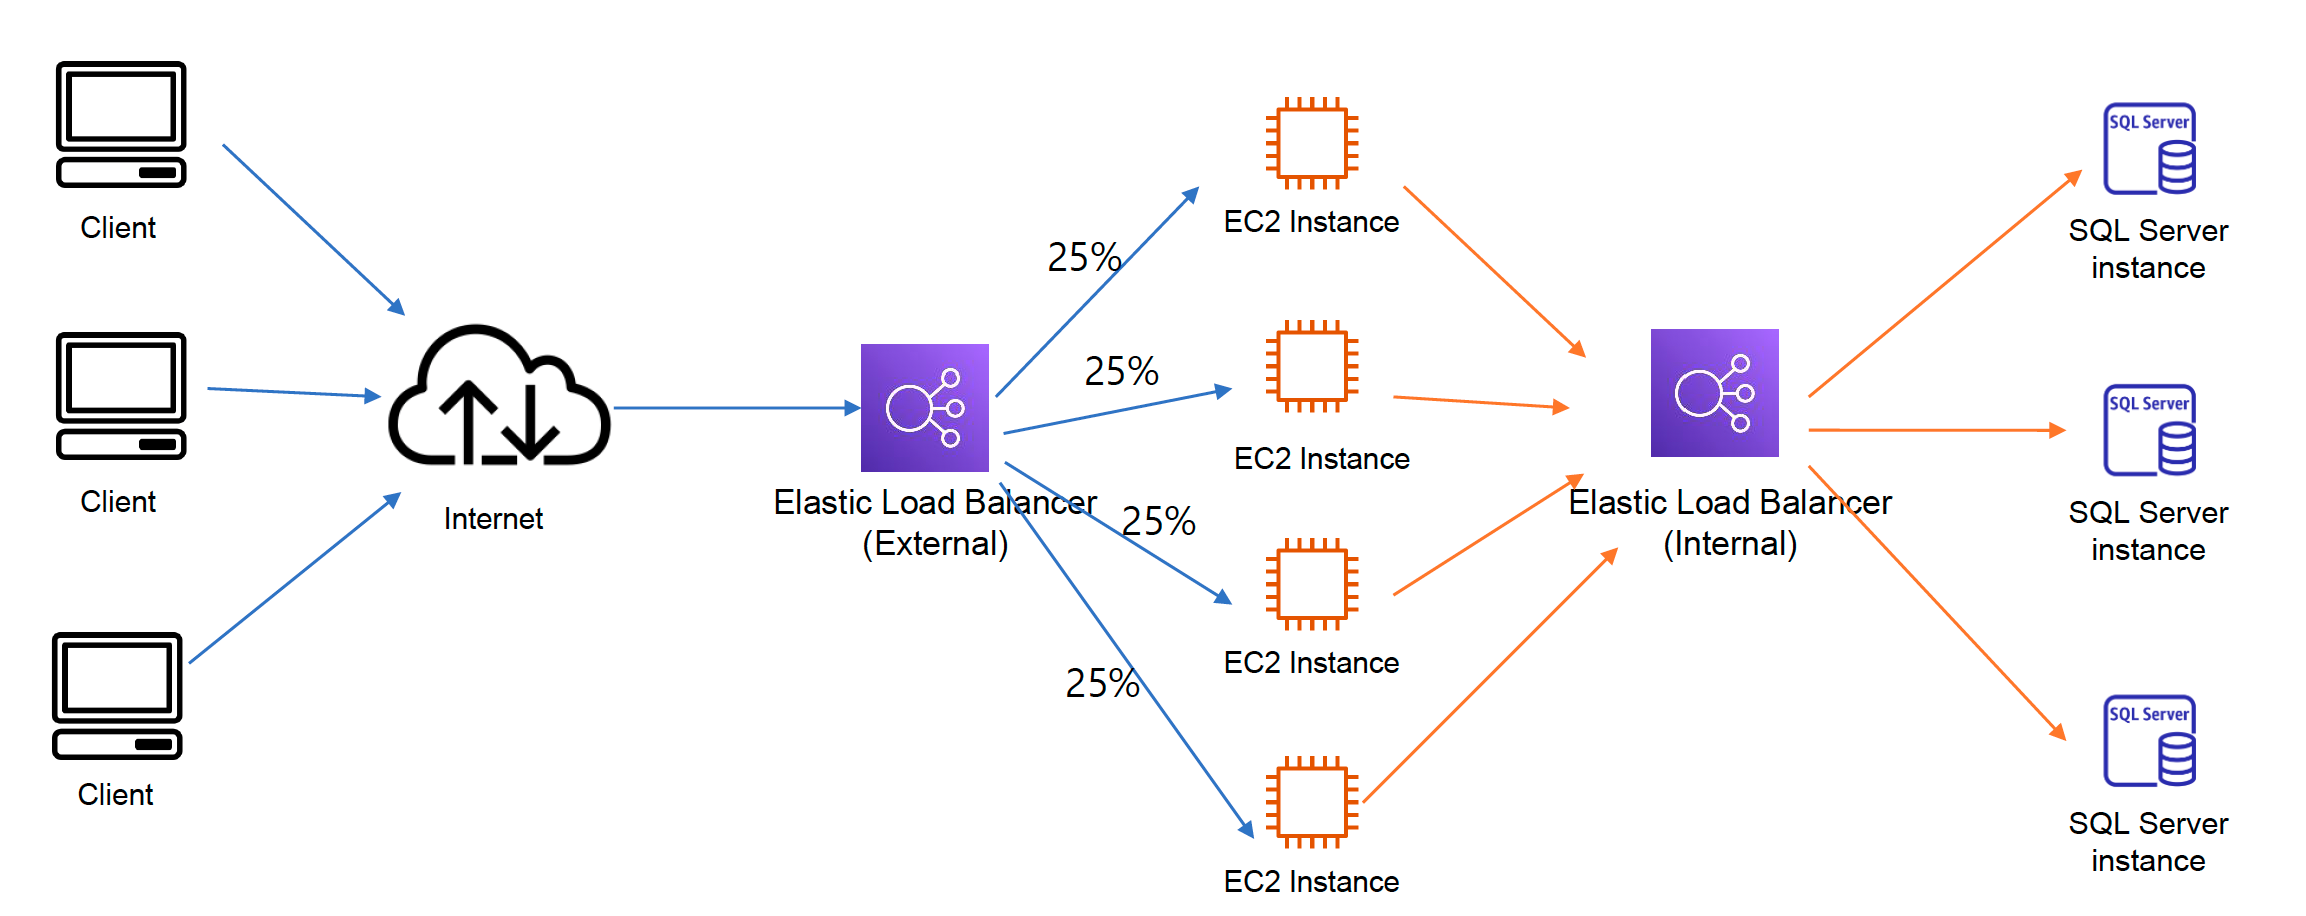 Client
Client
Client
Internet
Elastic Load Balancer
(External)
25%
25%
25%
25%
EC2 Instance
EC2 Instance
EC2 Instance
EC2 Instance
Elastic Load Balancer
(Internal)
SQL Server
SQL Server
instance
SQL Server
SQL Server
instance
SQL Server
SQL Server
instance